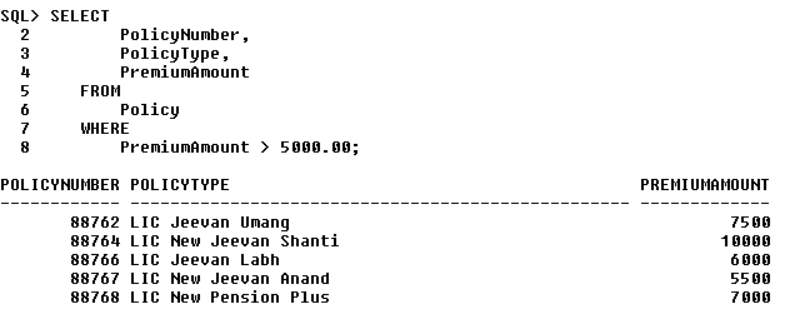 SQL> SELECT
  2          PolicyNumber,
  3          PolicyType,
  4          PremiumAmount
  5      FROM
  6          Policy
  7      WHERE
  8          PremiumAmount > 5000.00;
POLICYNUMBER POLICYTYPE                                         PREMIUMAMOUNT
------------ -------------------------------------------------- -------------
       88762 LIC Jeevan Umang                                            7500
       88764 LIC New Jeevan Shanti                                      10000
       88766 LIC Jeevan Labh                                             6000
       88767 LIC New Jeevan Anand                                        5500
       88768 LIC New Pension Plus                                        7000